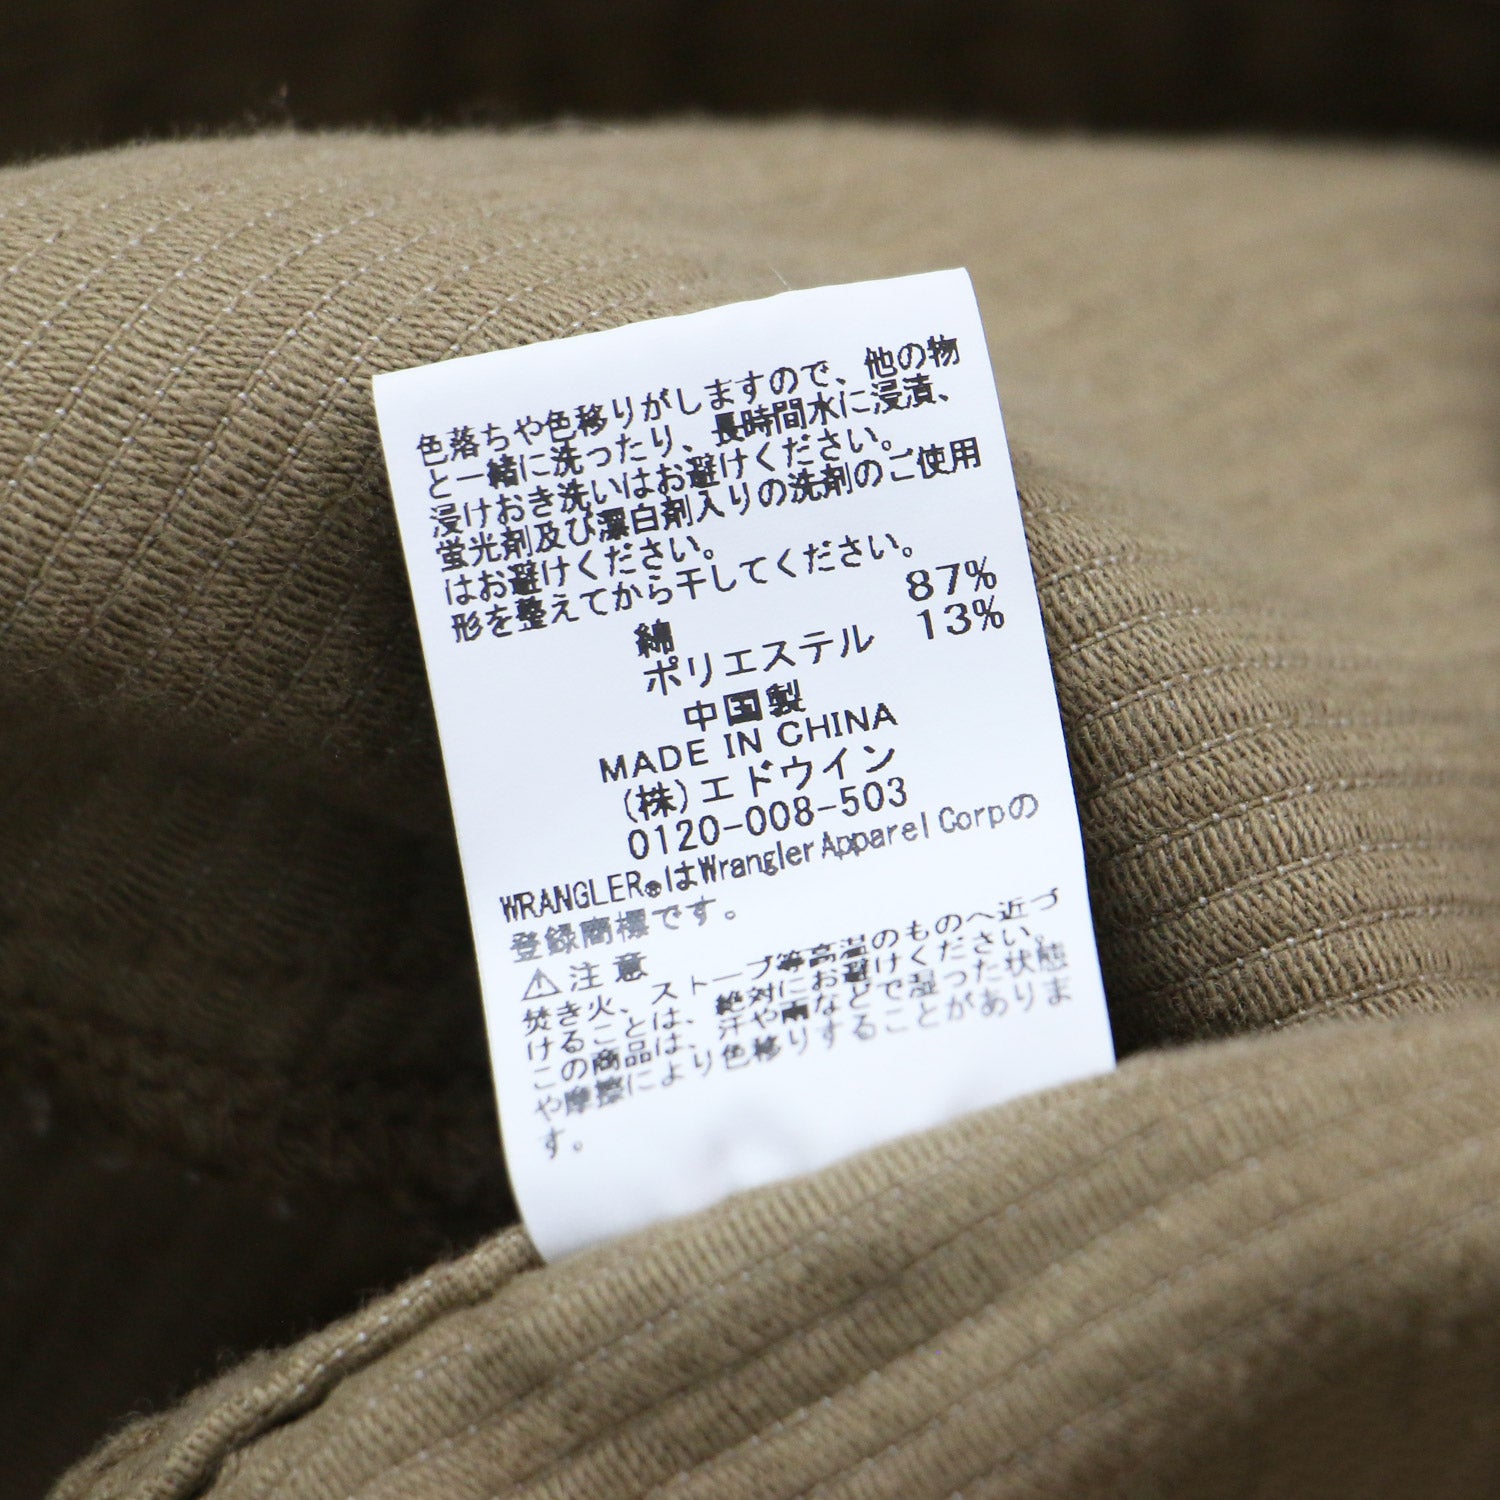 色落ちや色移りがしますので、他の物
と一緒に洗ったり、長時間水に浸漬、
浸けおき洗いはお避けください。
蛍光剤及び漂白剤入りの洗剤のご使用
はお避けください。
形を整えてから干してください。
綿 87%
ポリエステル 13%
中国製
MADE IN CHINA
(株)エドウイン
0120-008-503
WRANGLER®はWrangler Apparel Corpの
登録商標です。
⚠注意
焚き火、ストーブ等高温のものへ近づ
けることは、絶対にお避けください。
この商品は、汗や雨などで湿った状態
や摩擦により色移りすることがありま
す。